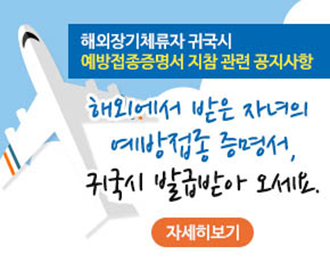 해외장기체류자 귀국시
예방접종증명서 지참 관련 공지사항
해외에서 받은 자녀의
예방접종 증명서,
귀국시 발급받아 오세요.
자세히보기